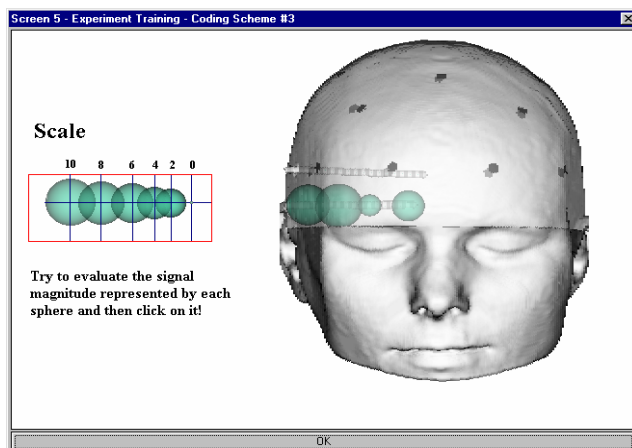 Screen 5 - Experiment Training - Coding Scheme #3
Scale
10 8 6 4 2 0
Try to evaluate the signal
magnitude represented by each
sphere and then click on it!
OK